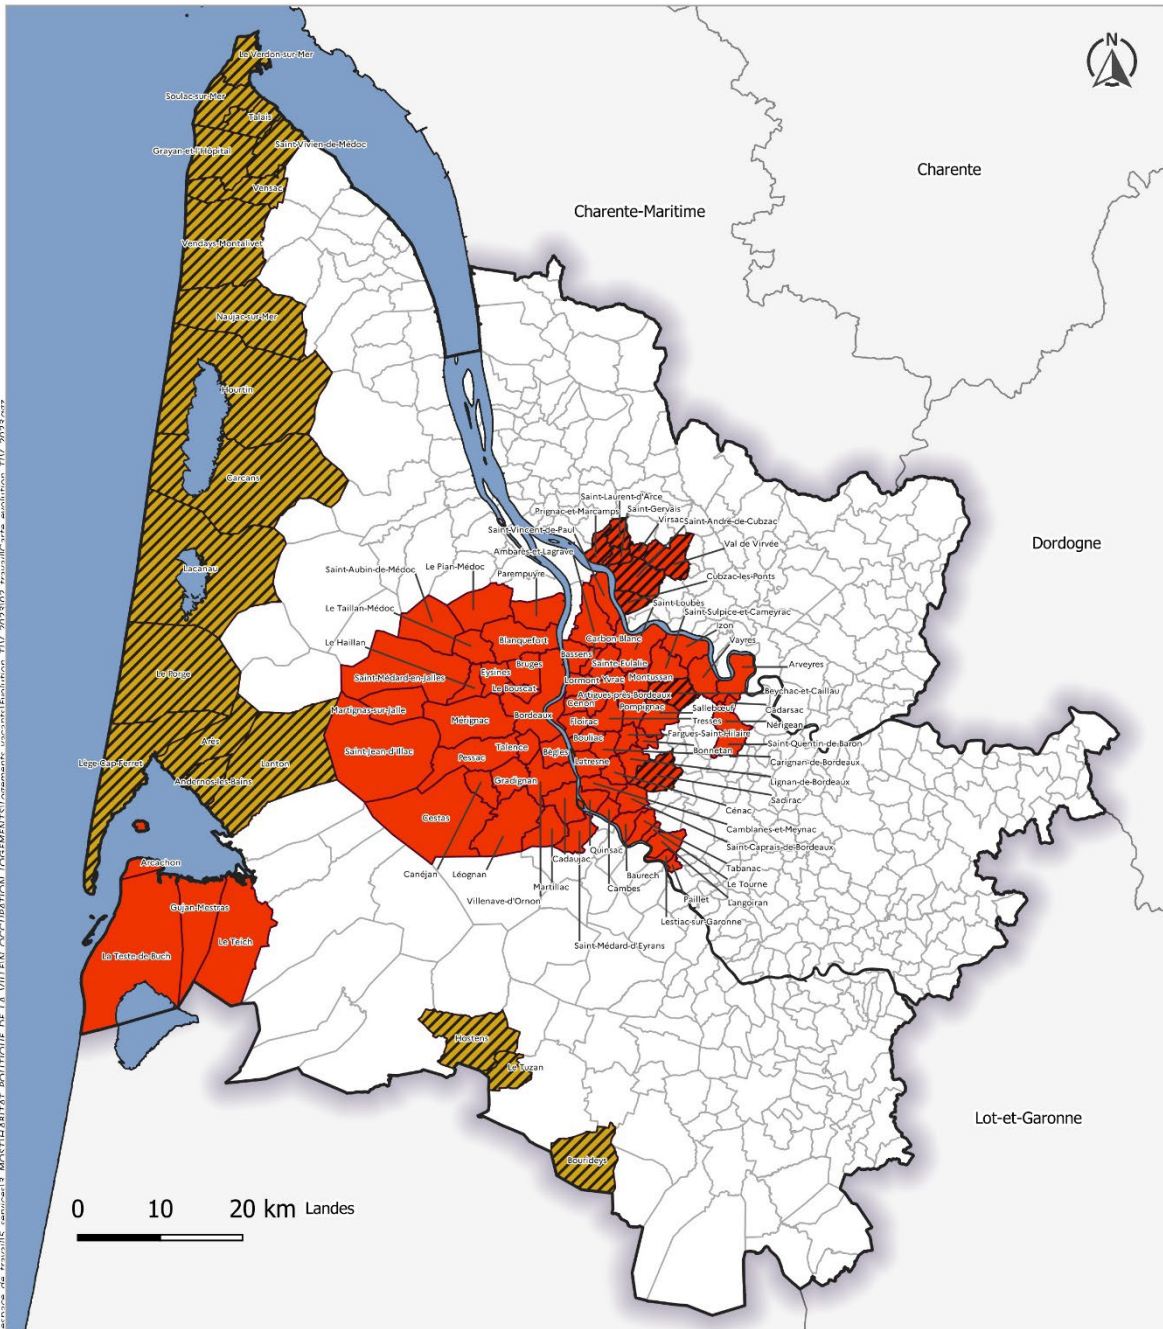 N
Le Verdon-sur-Mer
Soulac-sur-Mer
Talais
Grayan-et-l'Hôpital
Saint-Vivien-de-Médoc
Vensac
Vendays-Montalivet
Charente
Charente-Maritime
Naujac-sur-Mer
Hourtin
Carcans
Saint-Laurent-d'Arce
Prignac-et-Marcamps
Saint-Gervais
Virsac
Saint-André-de-Cubzac
Saint-Vincent-de-Paul
Val de Virvée
Dordogne
Ambarès-et-Lagrave
Lacanau
Saint-Aubin-de-Médoc
Le Pian-Médoc
Parempuyre
Cubzac-les-Ponts
Le Taillan-Médoc
Saint-Loubès
Saint-Sulpice-et-Cameyrac
Izon
Le Haillan
Blanquefort
Carbon-Blanc
Vayres
Bassens
Bruges
Sainte-Eulalie
Arveyres
Le Porge
Saint-Médard-en-Jalles
Eysines
Lormont
Yvrac
Montussan
Le Bouscat
Artigues-près-Bordeaux
Beychac-et-Caillau
Martignas-sur-Jalle
Cenon
Pompignac
Sallebœuf
Cadarsac
Mérignac
Bordeaux
Floirac
Tresses
Nérigean
Arès
Saint-Jean-d'Illac
Talence
Bouliac
Fargues-Saint-Hilaire
Saint-Quentin-de-Baron
Lège-Cap-Ferret
Lanton
Pessac
Bègles
Latresne
Bonnetan
Carignan-de-Bordeaux
Andernos-les-Bains
Gradignan
Lignan-de-Bordeaux
Sadirac
Cestas
Cénac
Camblanes-et-Meynac
Quinsac
Saint-Caprais-de-Bordeaux
Arcachon
Cadaujac
Tabanac
Canéjan
Léognan
Baurech
Le Tourne
Martillac
Cambes
Paillet
Villenave-d'Ornon
Langoiran
Gujan-Mestras
Lestiac-sur-Garonne
Le Teich
Saint-Médard-d'Eyrans
La Teste-de-Buch
Hostens
Le Tuzan
Lot-et-Garonne
Bourideys
0 10 20 km
Landes